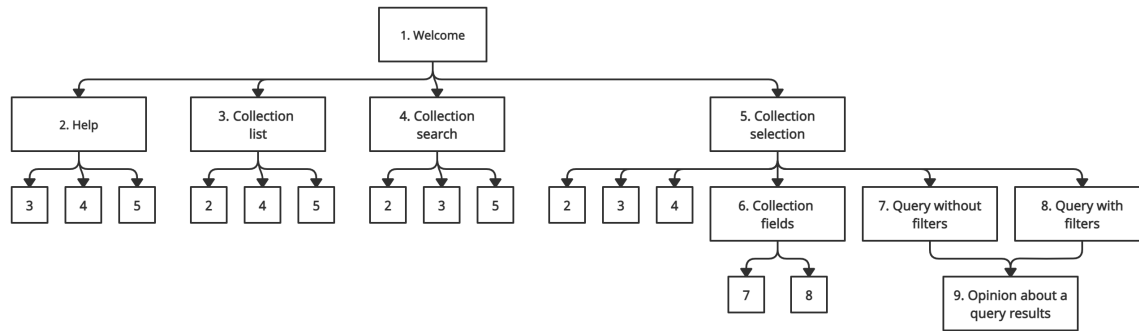 1. Welcome
2. Help
3. Collection
list
4. Collection
search
5. Collection
selection
3
4
5
2
4
5
2
3
5
2
3
4
6. Collection
fields
7. Query without
filters
8. Query with
filters
7
8
9. Opinion about a
query results